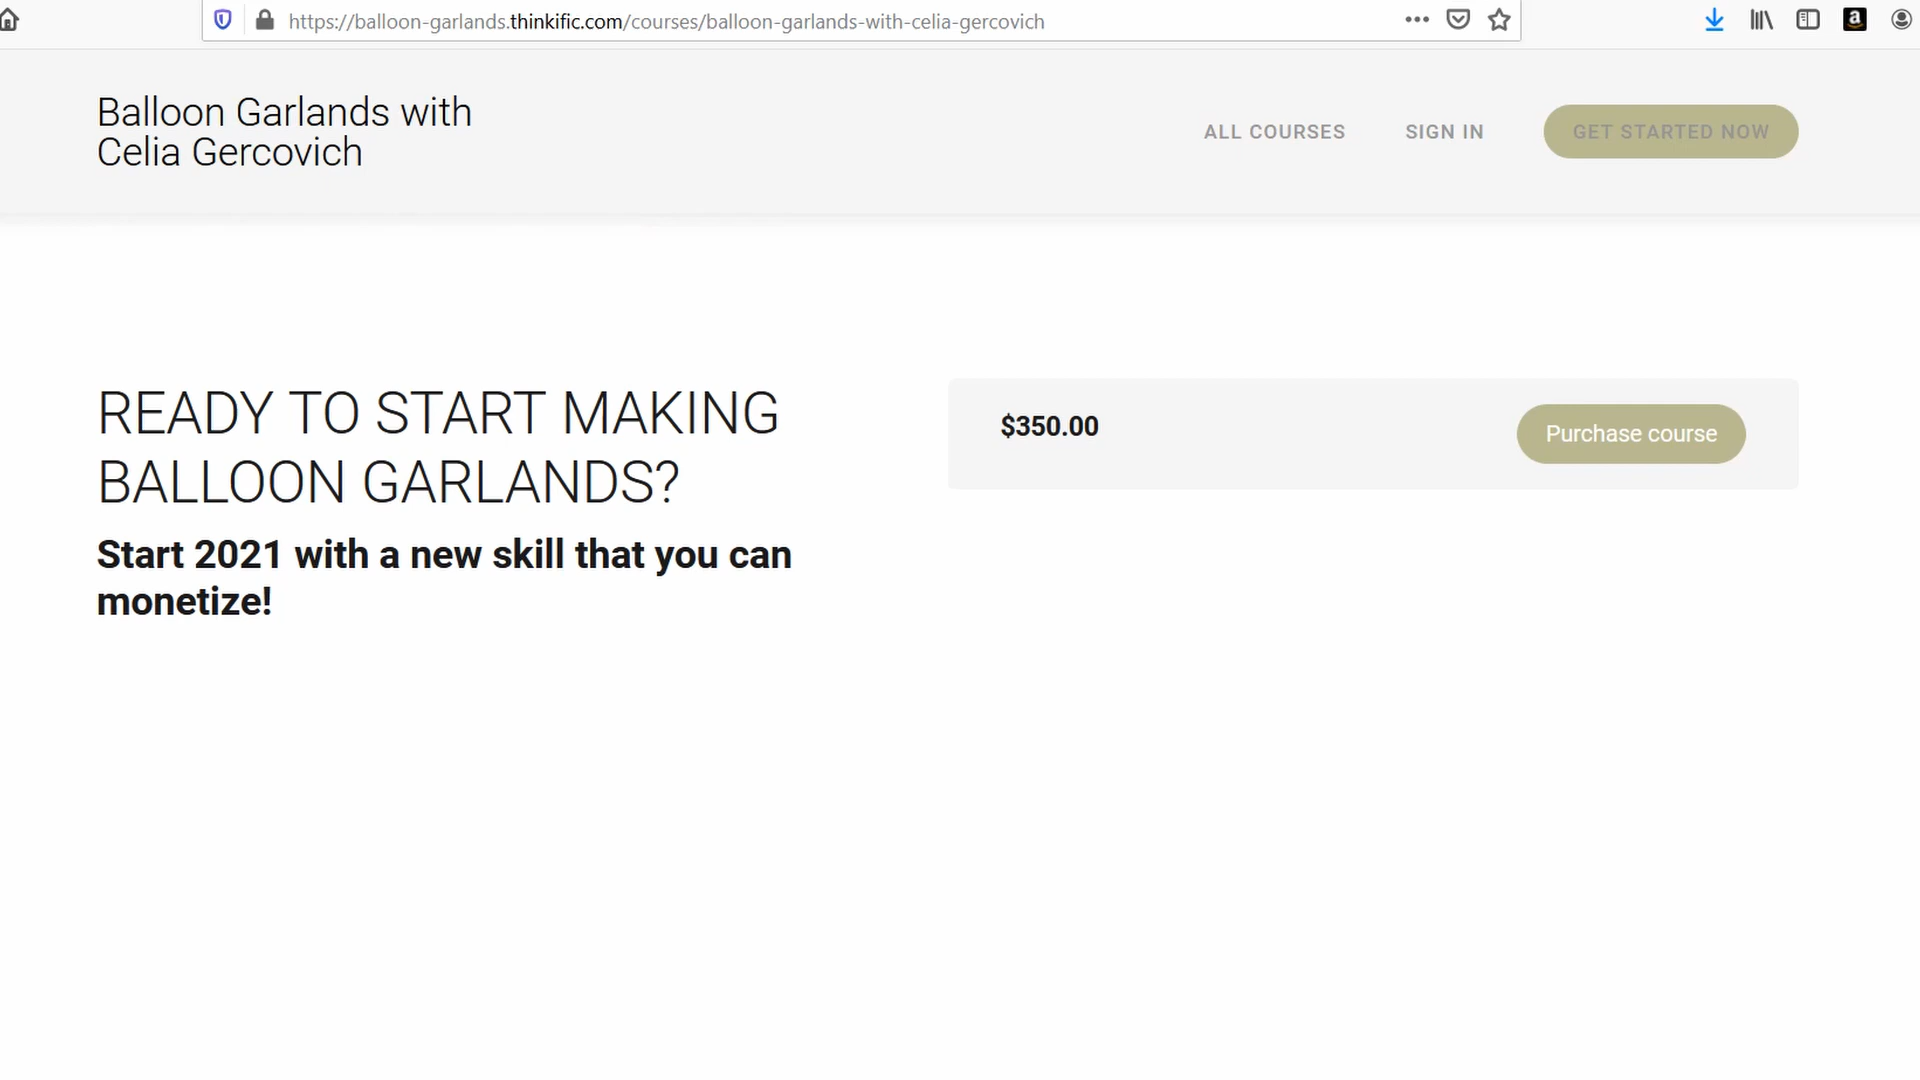 https://balloon-garlands.thinkific.com/courses/balloon-garlands-with-celia-gercovich
a
Balloon Garlands with
Celia Gercovich
ALL COURSES
SIGN IN
GET STARTED NOW
READY TO START MAKING
BALLOON GARLANDS?
Start 2021 with a new skill that you can
monetize!
$350.00
Purchase course